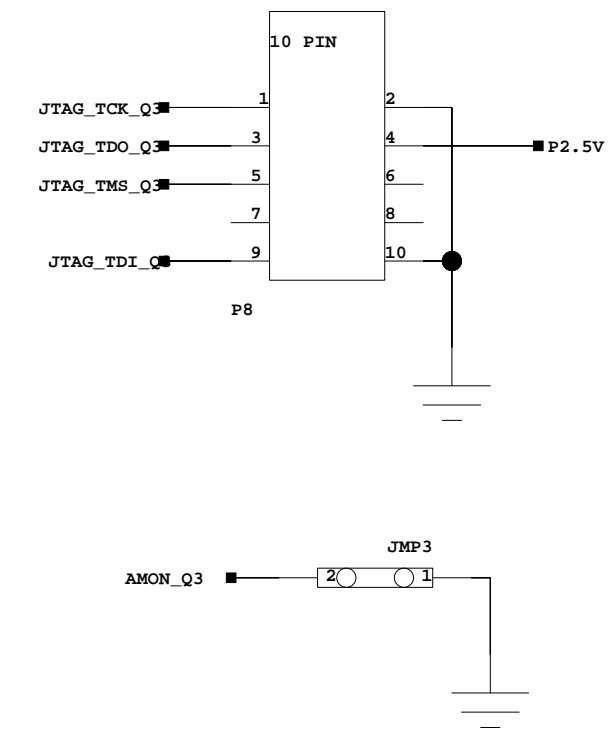 10 PIN
JTAG_TCK_Q3 1 2
JTAG_TDO_Q3 3 4 P2.5V
JTAG_TMS_Q3 5 6
7 8
JTAG_TDI_Q 9 10
P8
JMP3
AMON_Q3 2 1